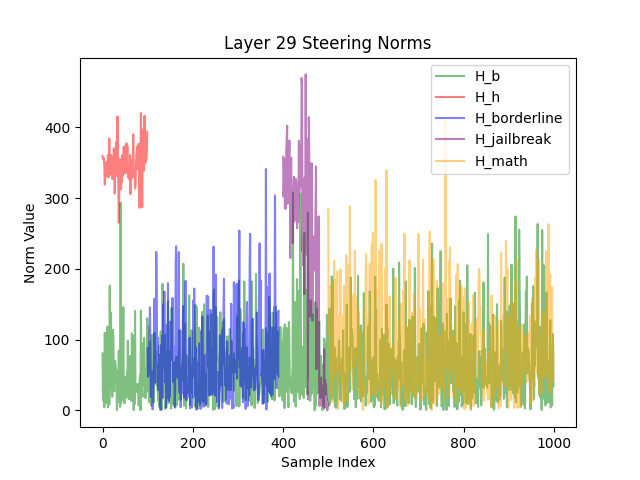 Layer 29 Steering Norms
H_b
H_h
H_borderline
H_jailbreak
H_math
Norm Value
400
300
200
100
0
0
200
400
600
800
1000
Sample Index